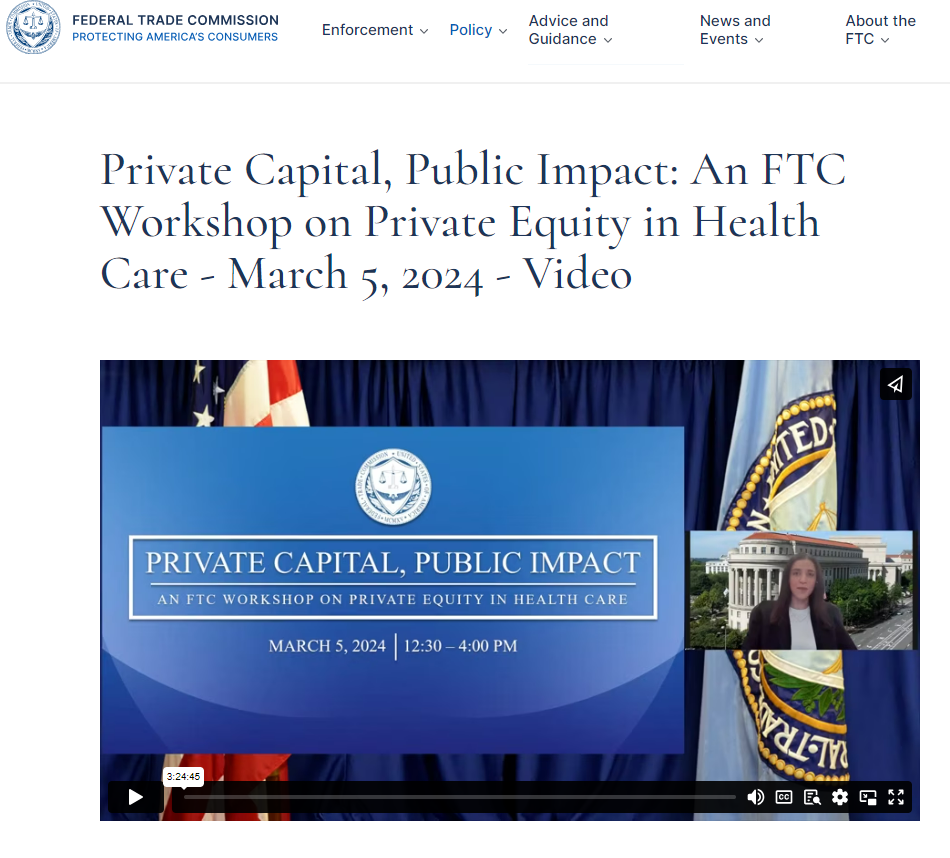 FEDERAL TRADE COMMISSION
PROTECTING AMERICA'S CONSUMERS
Enforcement
Policy
Advice and
Guidance
News and
Events
About the
FTC
Private Capital, Public Impact: An FTC
Workshop on Private Equity in Health
Care - March 5, 2024 - Video
PRIVATE CAPITAL, PUBLIC IMPACT
AN FTC WORKSHOP ON PRIVATE EQUITY IN HEALTH CARE
MARCH 5, 2024 | 12:30 – 4:00 PM
3:24:45
CC